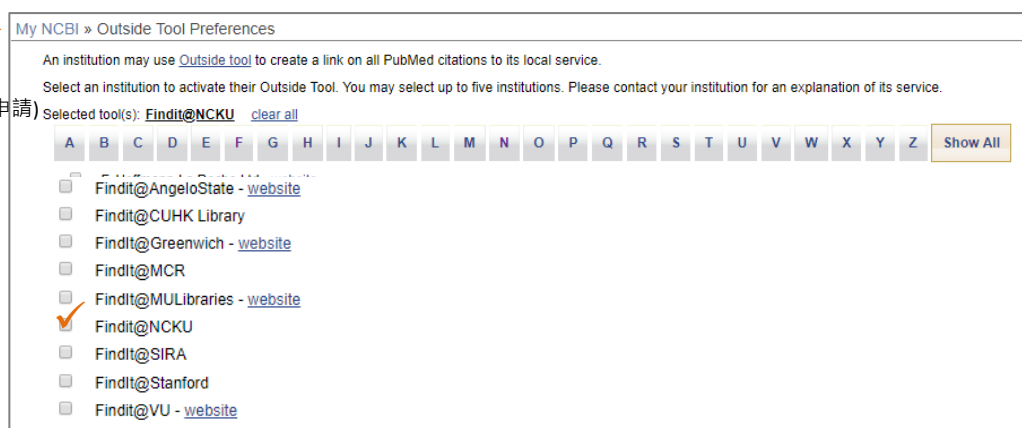 My NCBI » Outside Tool Preferences
An institution may use Outside tool to create a link on all PubMed citations to its local service.
Select an institution to activate their Outside Tool. You may select up to five institutions. Please contact your institution for an explanation of its service.
申請)
Selected tool(s): Findit@NCKU clear all
A B C D E F G H I J K L M N O P Q R S T U V W X Y Z Show All
Findit@AngeloState - website
Findit@CUHK Library
FindIt@Greenwich - website
FindIt@MCR
FindIt@MULibraries - website
Findit@NCKU
FindIt@SIRA
FindIt@Stanford
Findit@VU - website